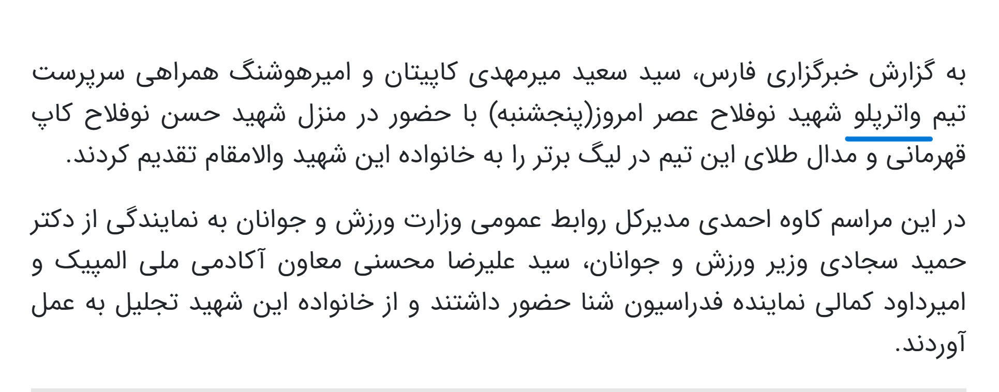 به گزارش خبرگزاری فارس، سید سعید میرمهدی کاپیتان و امیرهوشنگ همراهی سرپرست
تیم واترپلو شهید نوفلاح عصر امروز(پنجشنبه) با حضور در منزل شهید حسن نوفلاح کاپ
قهرمانی و مدال طلای این تیم در لیگ برتر را به خانواده این شهید والامقام تقدیم کردند.
در این مراسم کاوه احمدی مدیرکل روابط عمومی وزارت ورزش و جوانان به نمایندگی از دکتر
حمید سجادی وزیر ورزش و جوانان، سید علیرضا محسنی معاون آکادمی ملی المپیک و
امیرداود کمالی نماینده فدراسیون شنا حضور داشتند و از خانواده این شهید تجلیل به عمل
آوردند.